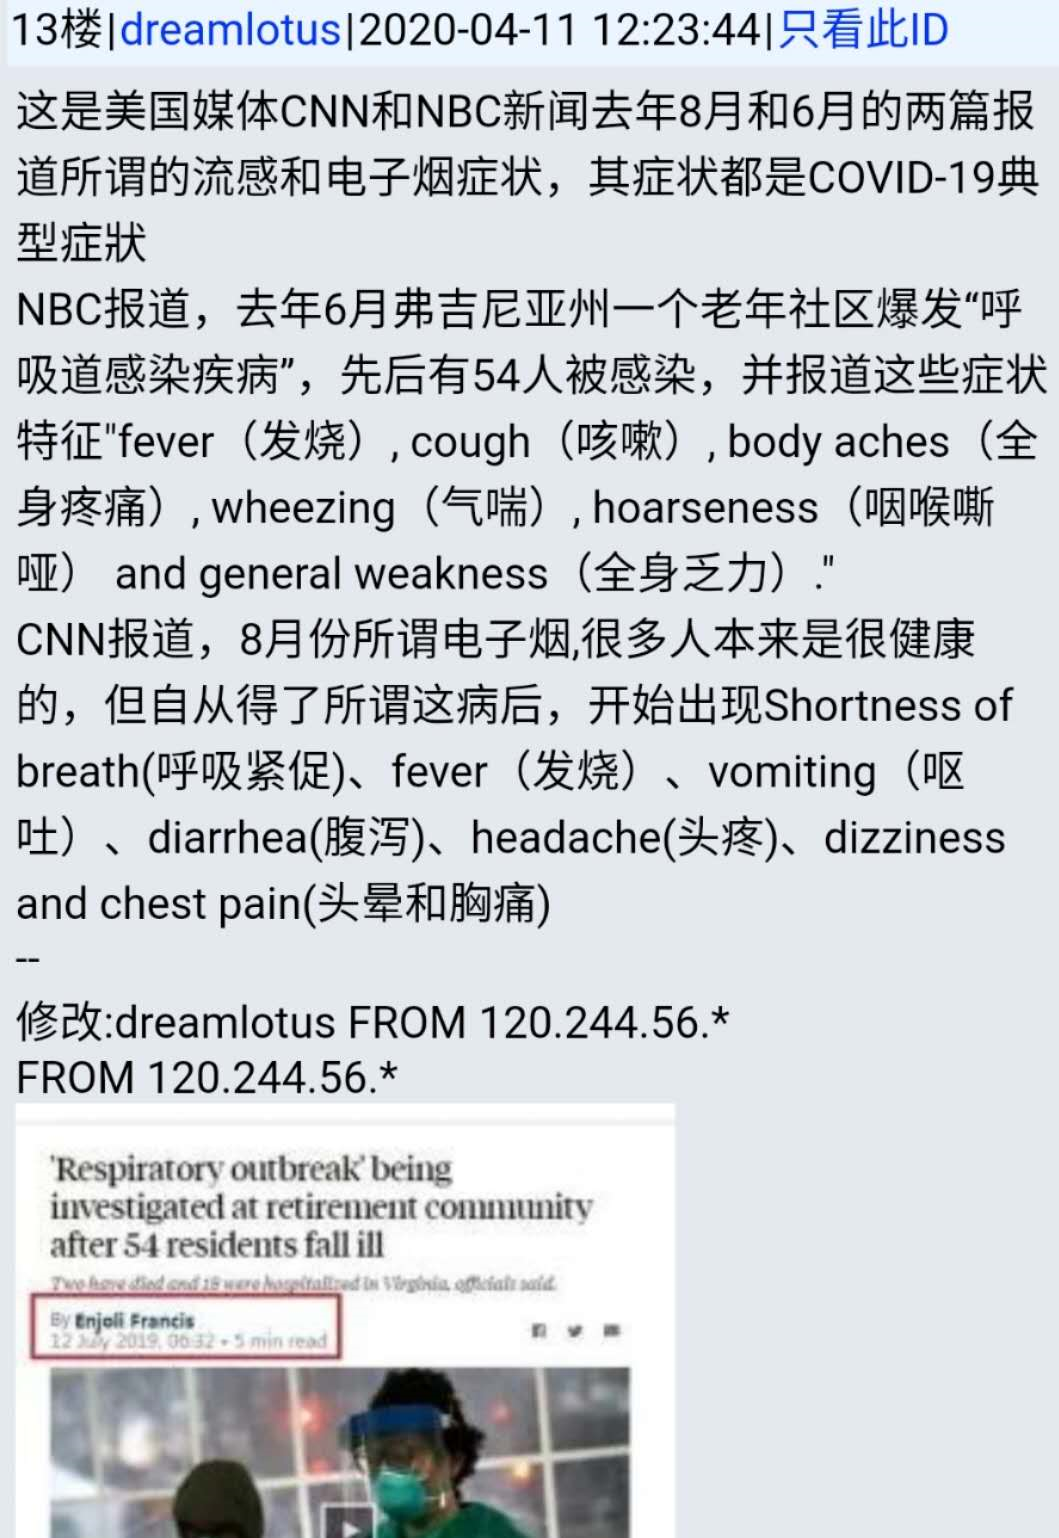 13楼|dreamlotus|2020-04-11 12:23:44|只看此ID
这是美国媒体CNN和NBC新闻去年8月和6月的两篇报
道所谓的流感和电子烟症状，其症状都是COVID-19典
型症狀
NBC报道，去年6月弗吉尼亚州一个老年社区爆发“呼
吸道感染疾病”，先后有54人被感染，并报道这些症状
特征"fever（发烧）, cough（咳嗽）, body aches（全
身疼痛）, wheezing（气喘）, hoarseness（咽喉嘶
哑） and general weakness（全身乏力）."
CNN报道，8月份所谓电子烟,很多人本来是很健康
的，但自从得了所谓这病后，开始出现Shortness of
breath(呼吸紧促)、fever（发烧）、vomiting（呕
吐）、diarrhea(腹泻)、headache(头疼)、dizziness
and chest pain(头晕和胸痛)
--
修改:dreamlotus FROM 120.244.56.*
FROM 120.244.56.*
'Respiratory outbreak' being
investigated at retirement community
after 54 residents fall ill
Two have died and 18 were hospitalized in Virginia, officials said.
By Enjoli Francis
12 July 2019, 06:32 • 5 min read